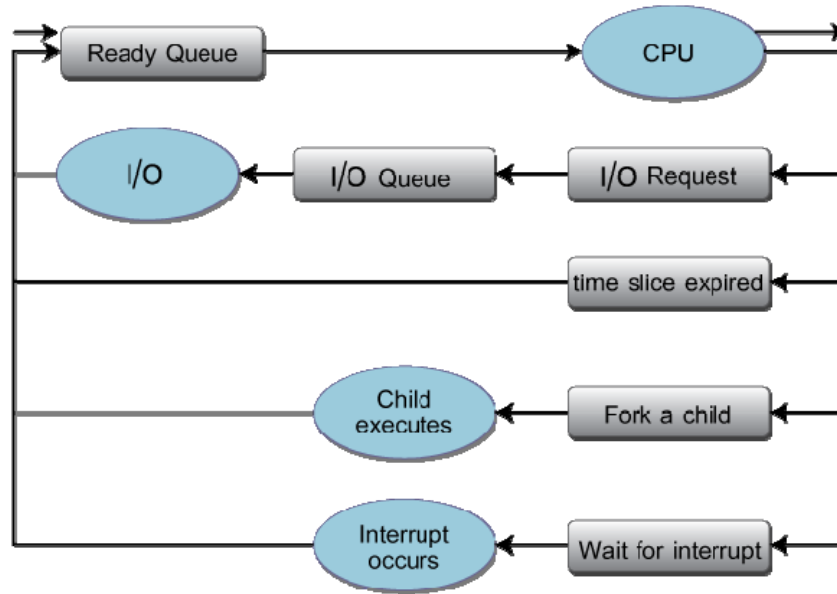 Ready Queue
CPU
I/O
I/O Queue
I/O Request
time slice expired
Child
executes
Fork a child
Interrupt
occurs
Wait for interrupt